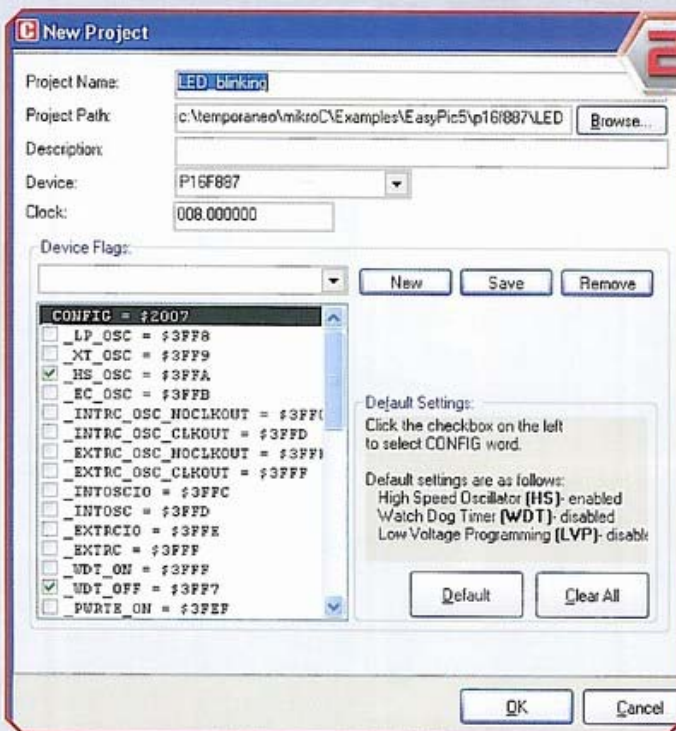 C New Project
2
Project Name: LED_blinking
Project Path: c:\temporaneo\mikroC\Examples\EasyPic5\p16f887\LED Browse...
Description:
Device: P16F887
Clock: 008.000000
Device Flags:
New Save Remove
_CONFIG = $2007
_LP_OSC = $3FF8
_XT_OSC = $3FF9
_HS_OSC = $3FFA
_EC_OSC = $3FFB
_INTRC_OSC_NOCLKOUT = $3FF
_INTRC_OSC_CLKOUT = $3FFD
_EXTRC_OSC_NOCLKOUT = $3FF
_EXTRC_OSC_CLKOUT = $3FFF
_INTOSCIO = $3FFC
_INTOSC = $3FFD
_EXTRCIO = $3FFE
_EXTRC = $3FFF
_WDT_ON = $3FFF
_WDT_OFF = $3FF7
_PWRTE_ON = $3FEF
Default Settings:
Click the checkbox on the left
to select CONFIG word.
Default settings are as follows:
High Speed Oscillator (HS)- enabled
Watch Dog Timer (WDT)- disabled
Low Voltage Programming (LVP)- disable
Default Clear All
OK Cancel